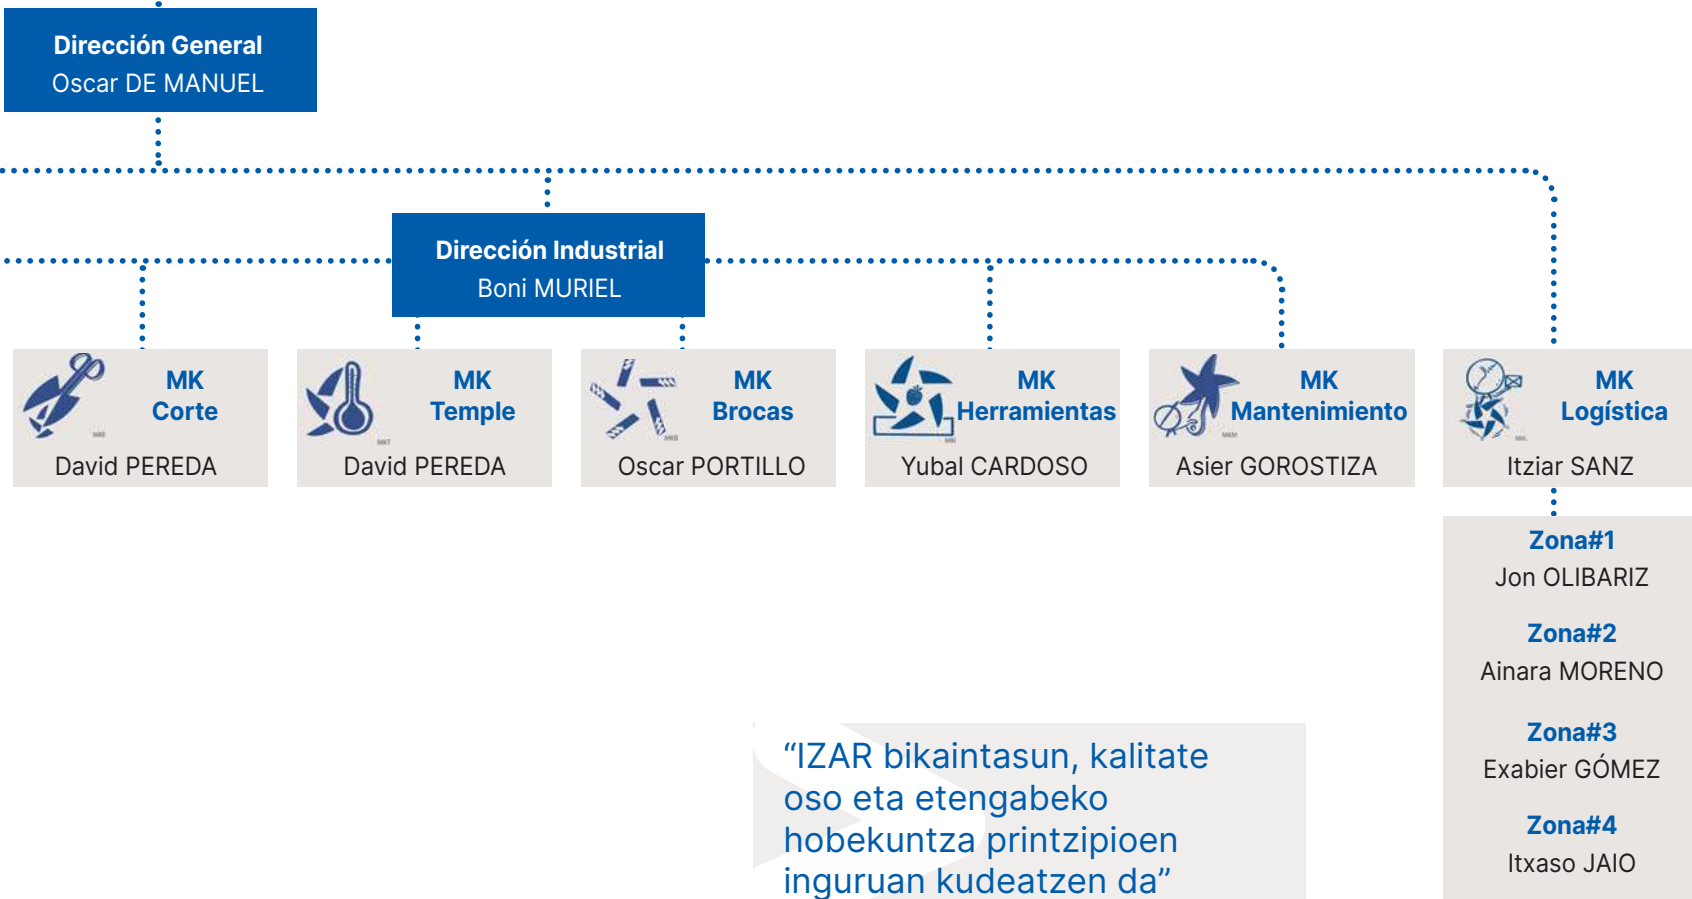 Dirección General
Oscar DE MANUEL
Dirección Industrial
Boni MURIEL
MK
Corte
David PEREDA
MK
Temple
MKT
David PEREDA
MK
Brocas
MKB
Oscar PORTILLO
MK
Herramientas
Yubal CARDOSO
MK
Mantenimiento
MKM
Asier GOROSTIZA
MK
Logística
Itziar SANZ
Zona#1
Jon OLIBARIZ
Zona#2
Ainara MORENO
Zona#3
Exabier GÓMEZ
Zona#4
Itxaso JAIO
“IZAR bikaintasun, kalitate
oso eta etengabeko
hobekuntza printzipioen
inguruan kudeatzen da”